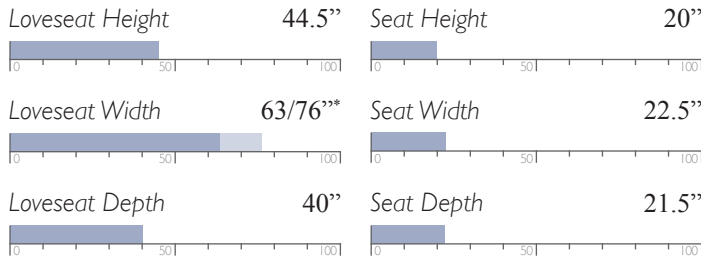 Loveseat Height 44.5” Seat Height 20”
0 50 100 0 50 100
Loveseat Width 63/76”* Seat Width 22.5”
0 50 100 0 50 100
Loveseat Depth 40” Seat Depth 21.5”
0 50 100 0 50 100